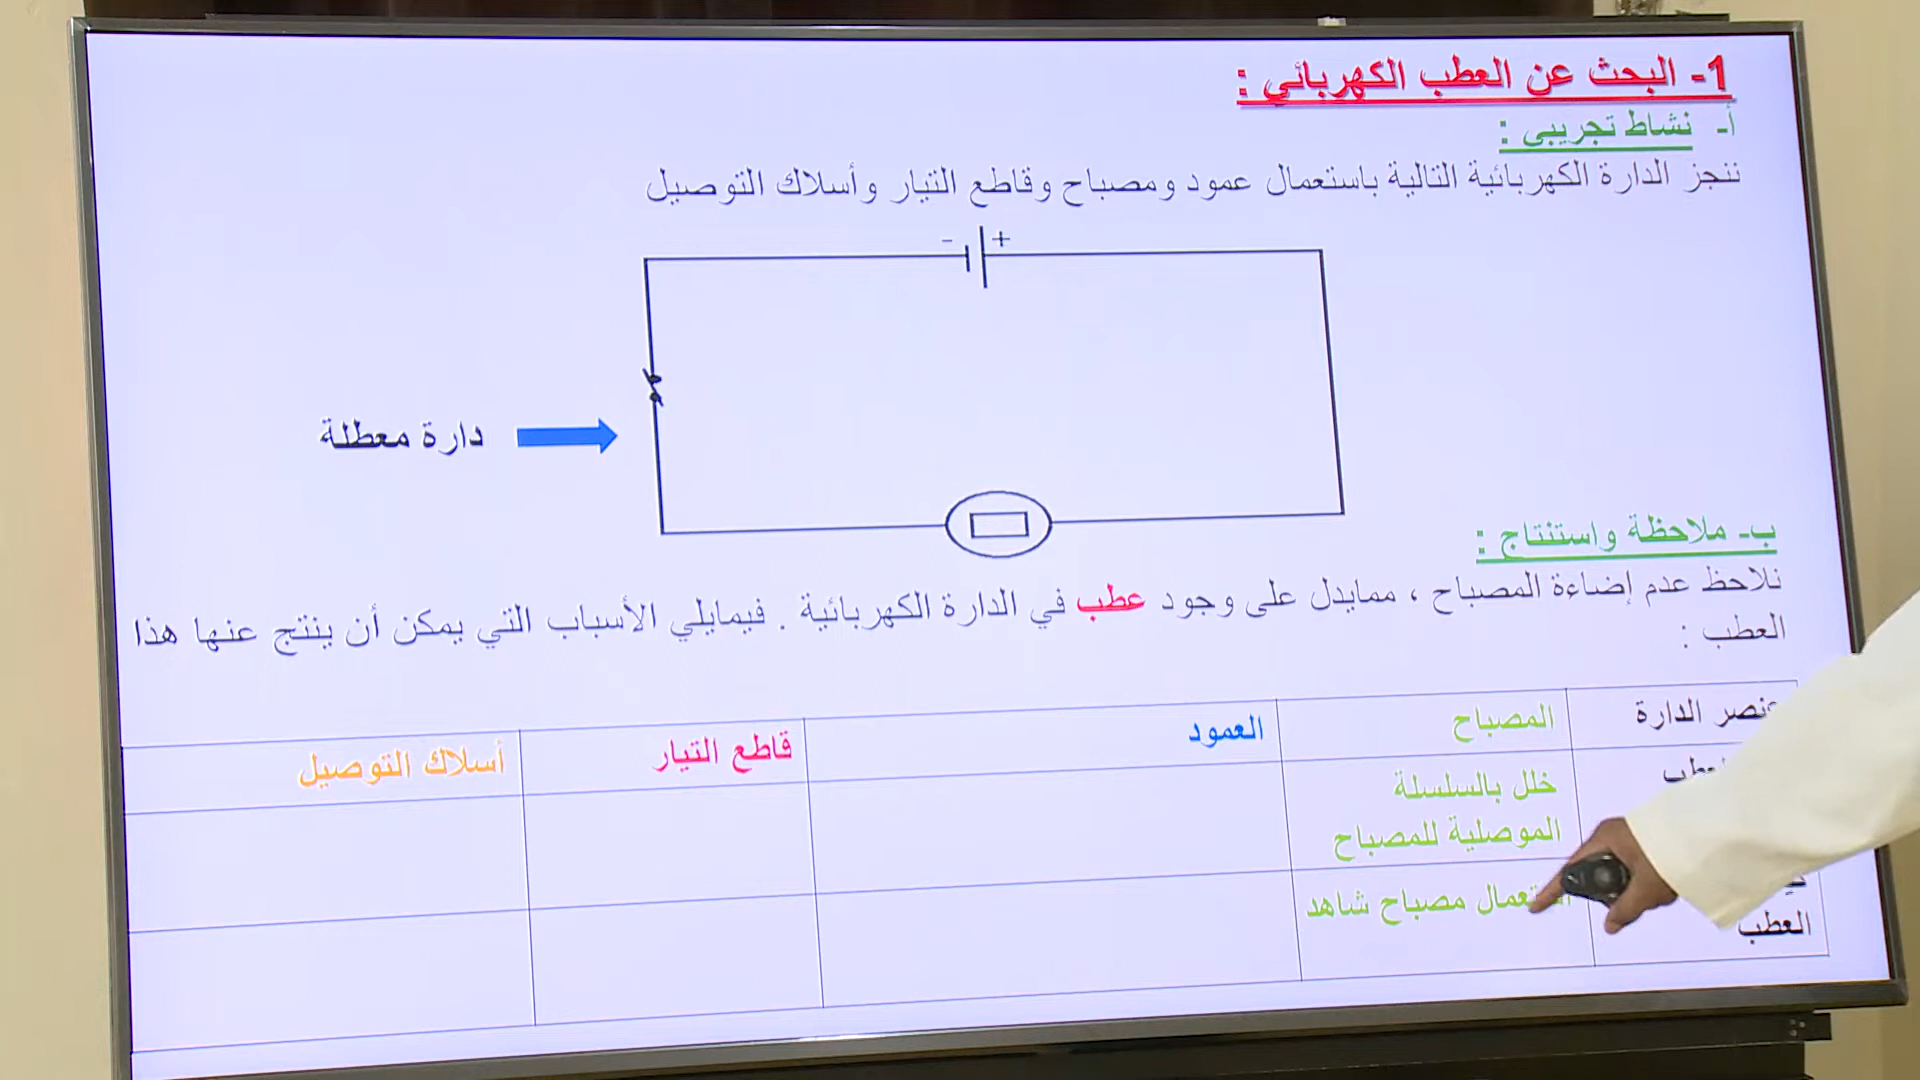 1- البحث عن العطب الكهربائي :
أ- نشاط تجريبي :
ننجز الدارة الكهربائية التالية باستعمال عمود ومصباح وقاطع التيار وأسلاك التوصيل
- +
دارة معطلة
ب- ملاحظة واستنتاج :
نلاحظ عدم إضاءة المصباح ، ممايدل على وجود عطب في الدارة الكهربائية . فيمايلي الأسباب التي يمكن أن ينتج عنها هذا
العطب :
عنصر الدارة
المصباح
العمود
قاطع التيار
أسلاك التوصيل
خلل بالسلسلة
الموصلية للمصباح
مصباح شاهد
العطب